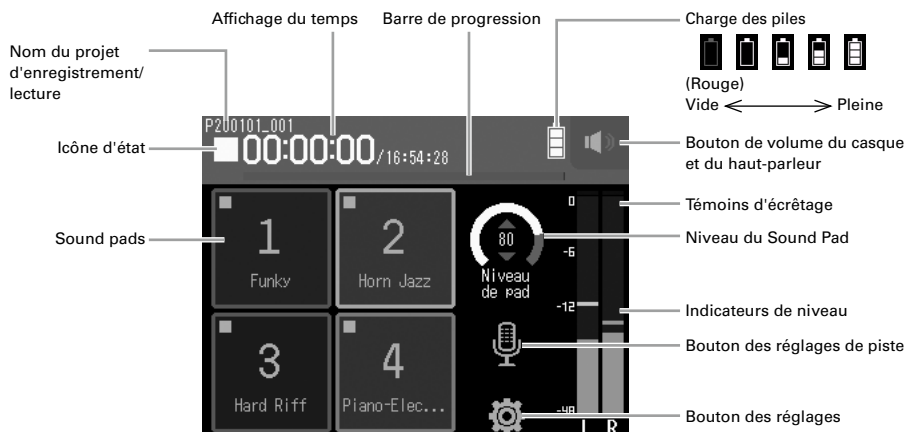 Affichage du temps
Barre de progression
Charge des piles
Nom du projet
d'enregistrement/
lecture
(Rouge)
Vide
Pleine
P200101_001
00:00:00/16:54:28
Icône d'état
Bouton de volume du casque
et du haut-parleur
Témoins d'écrêtage
Sound pads
1
Funky
2
Horn Jazz
80
Niveau
de pad
0
-6
-12
-48
L R
Niveau du Sound Pad
Indicateurs de niveau
3
Hard Riff
4
Piano-Elec...
Bouton des réglages de piste
Bouton des réglages